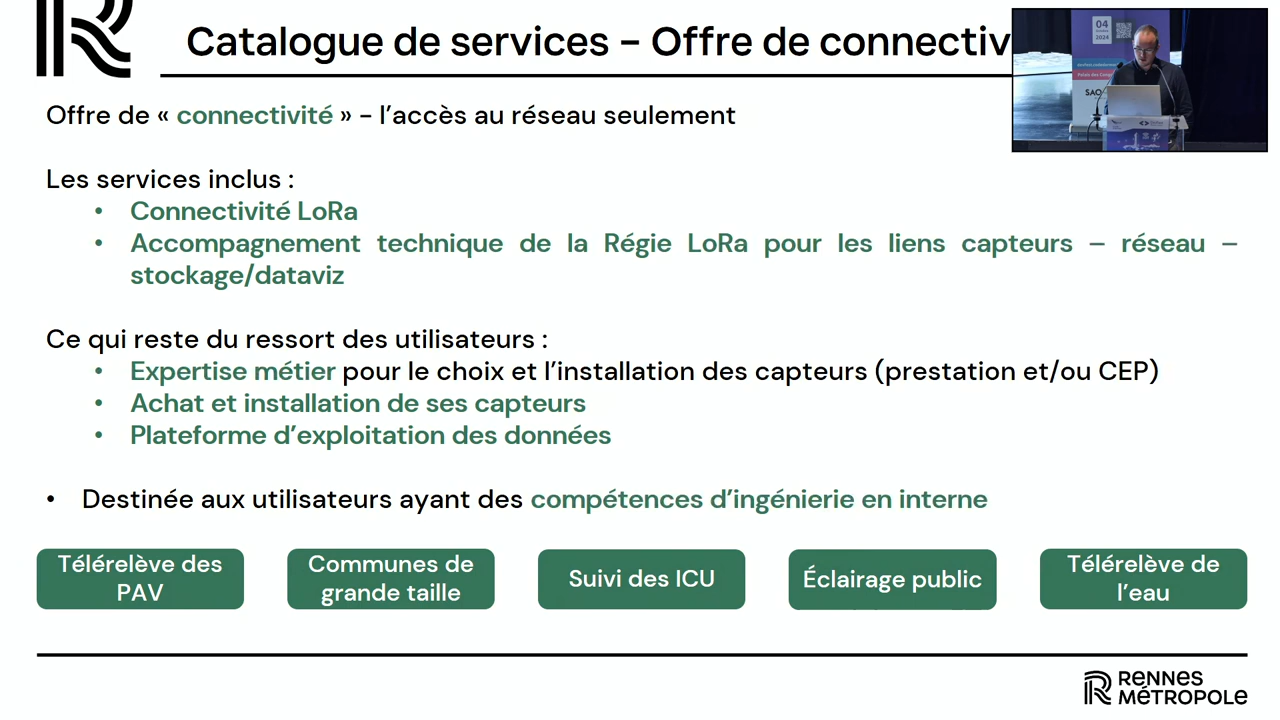 Catalogue de services – Offre de connectiv
04
2024
SAO
Offre de « connectivité » – l’accès au réseau seulement
Les services inclus :
• Connectivité LoRa
• Accompagnement technique de la Régie LoRa pour les liens capteurs – réseau –
stockage/dataviz
Ce qui reste du ressort des utilisateurs :
• Expertise métier pour le choix et l’installation des capteurs (prestation et/ou CEP)
• Achat et installation de ses capteurs
• Plateforme d’exploitation des données
• Destinée aux utilisateurs ayant des compétences d’ingénierie en interne
Télérelève des
PAV
Communes de
grande taille
Suivi des ICU
Éclairage public
Télérelève de
l’eau
RENNES
MÉTROPOLE